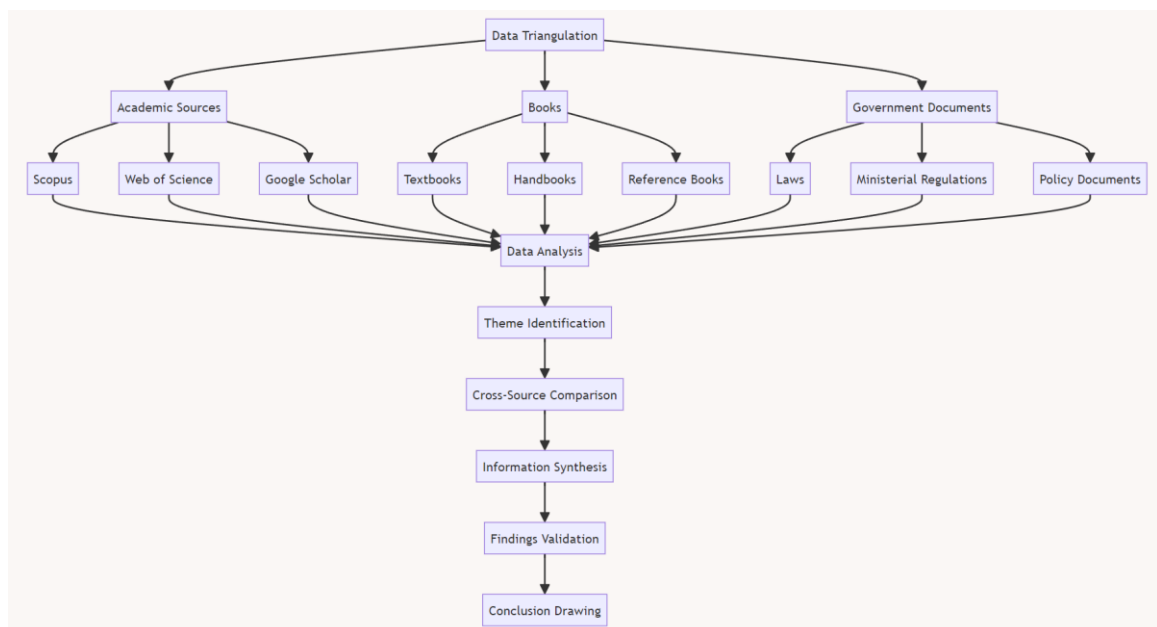 Data Triangulation
Academic Sources
Books
Government Documents
Scopus
Web of Science
Google Scholar
Textbooks
Handbooks
Reference Books
Laws
Ministerial Regulations
Policy Documents
Data Analysis
Theme Identification
Cross-Source Comparison
Information Synthesis
Findings Validation
Conclusion Drawing